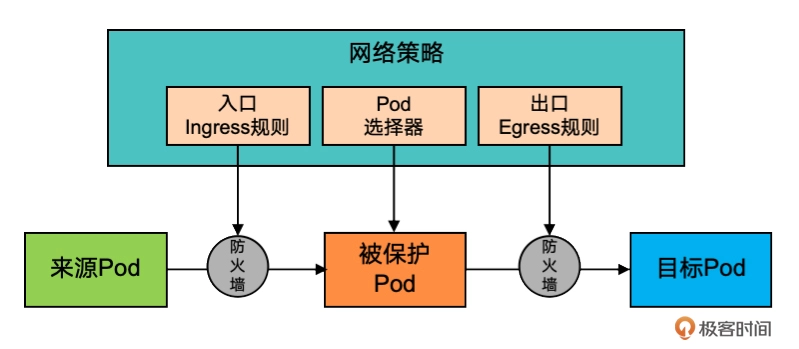 网络策略
入口
Ingress规则
Pod
选择器
出口
Egress规则
来源Pod
防
火
墙
被保护
Pod
防
火
墙
目标Pod
极客时间